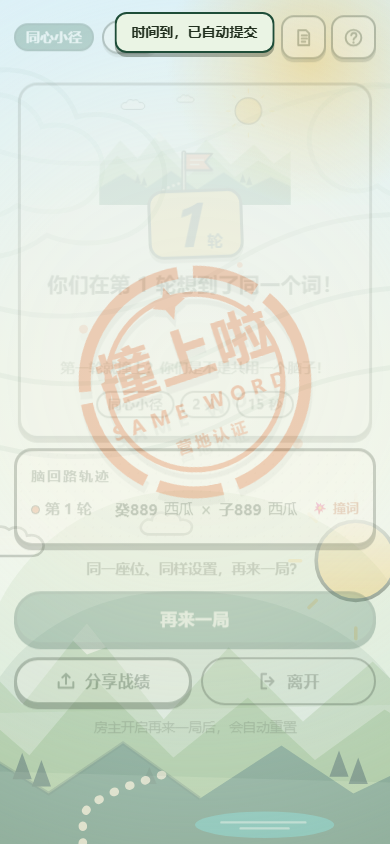 时间到，已自动提交
同心小径
1轮
你们在第 1 轮想到了同一个词！
同心小径
15 秒
撞上啦
SAME WORD
营地认证
脑回路轨迹
第 1 轮 癸889 西瓜 × 子889 西瓜 撞词
同一座位、同样设置，再来一局？
再来一局
分享战绩 离开
房主开启再来一局后，会自动重置